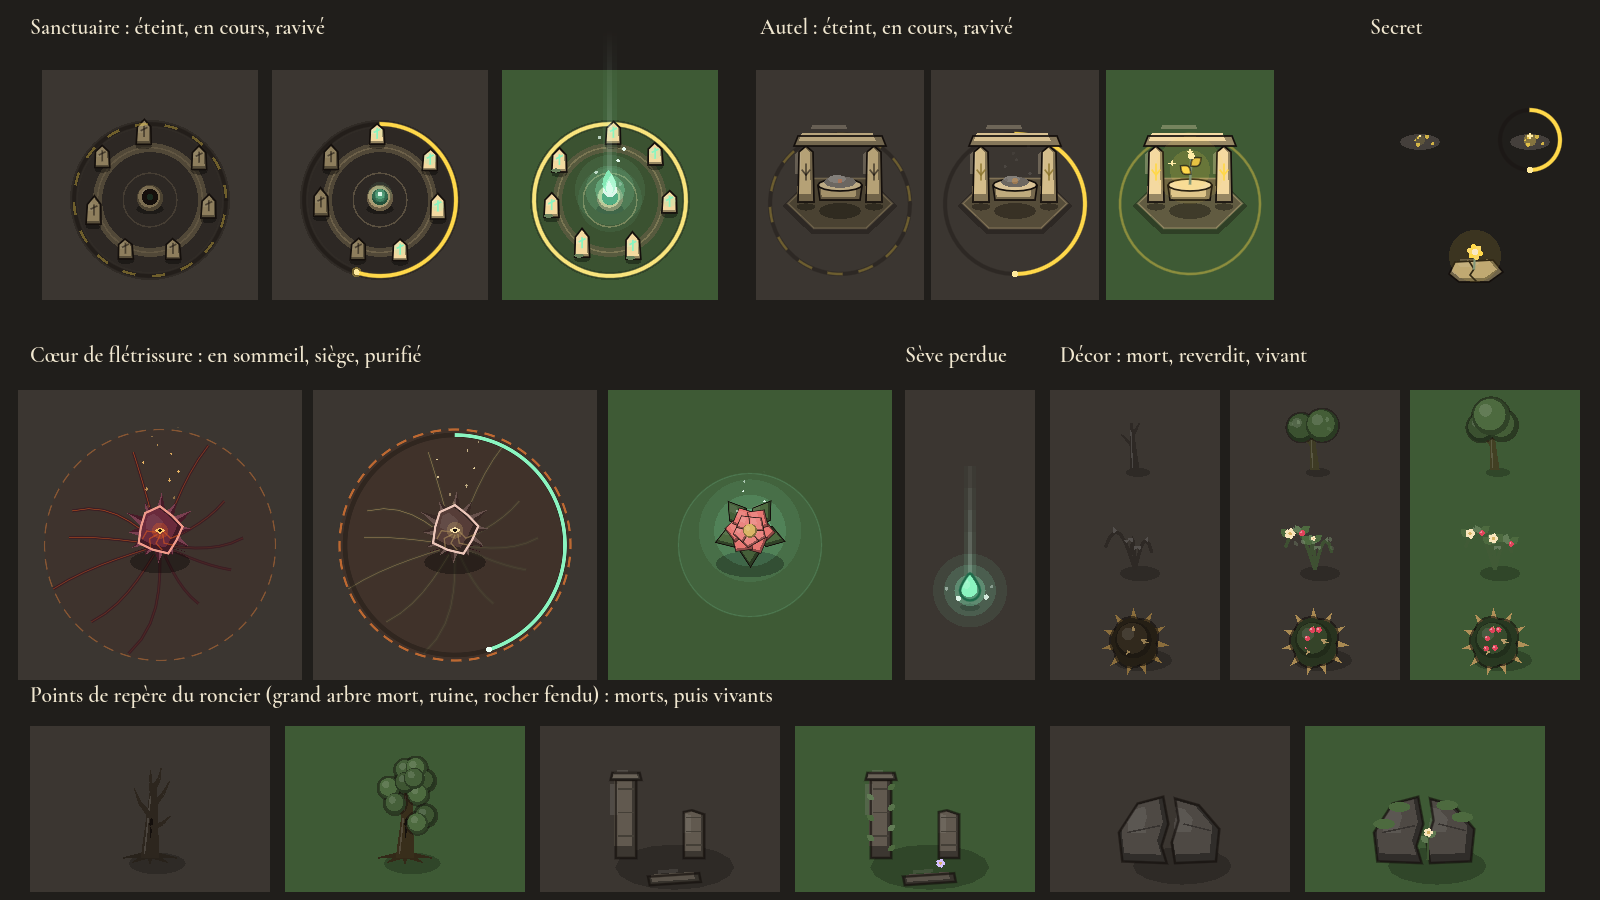 Sanctuaire : éteint, en cours, ravivé
Autel : éteint, en cours, ravivé
Secret
Cœur de flétrissure : en sommeil, siège, purifié
Sève perdue
Décor : mort, reverdit, vivant
Points de repère du roncier (grand arbre mort, ruine, rocher fendu) : morts, puis vivants